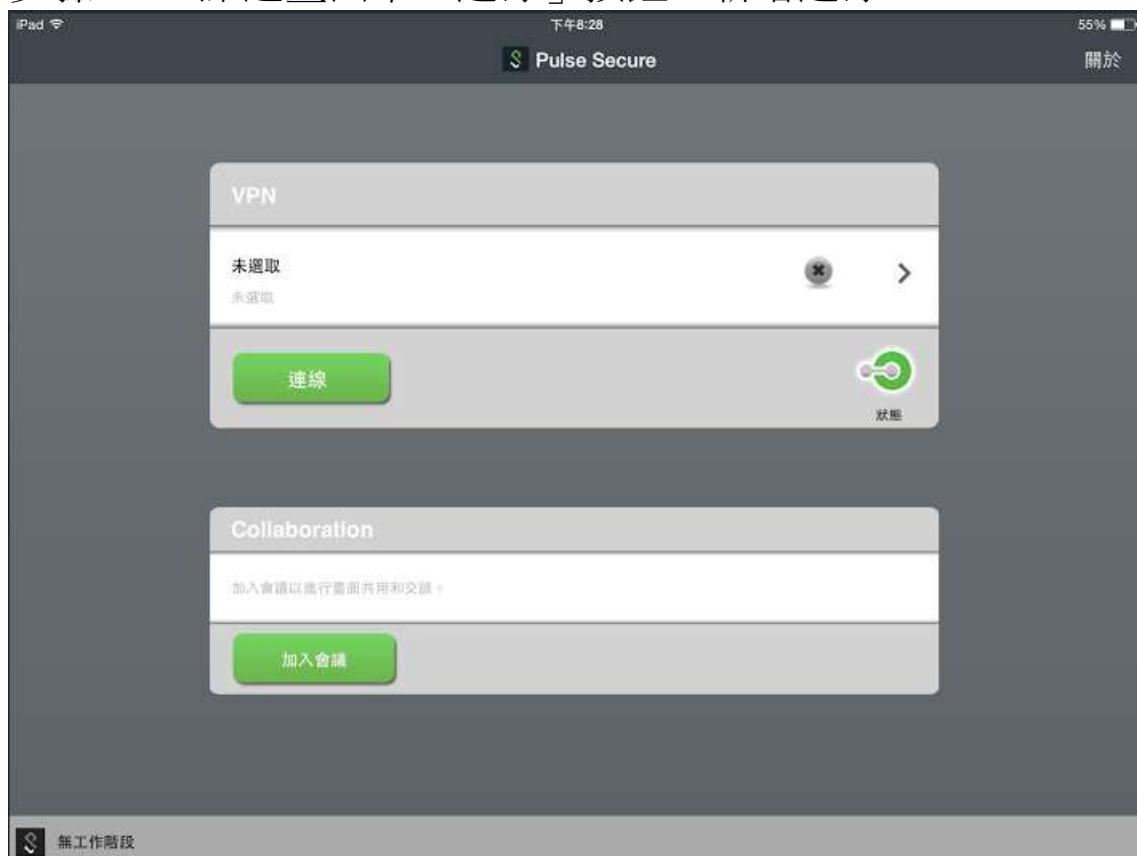 iPad 下午8:28 55%
Pulse Secure 關於
VPN
未選取
未選取
連線
狀態
Collaboration
加入會議以進行畫面共用和交談。
加入會議
無工作階段